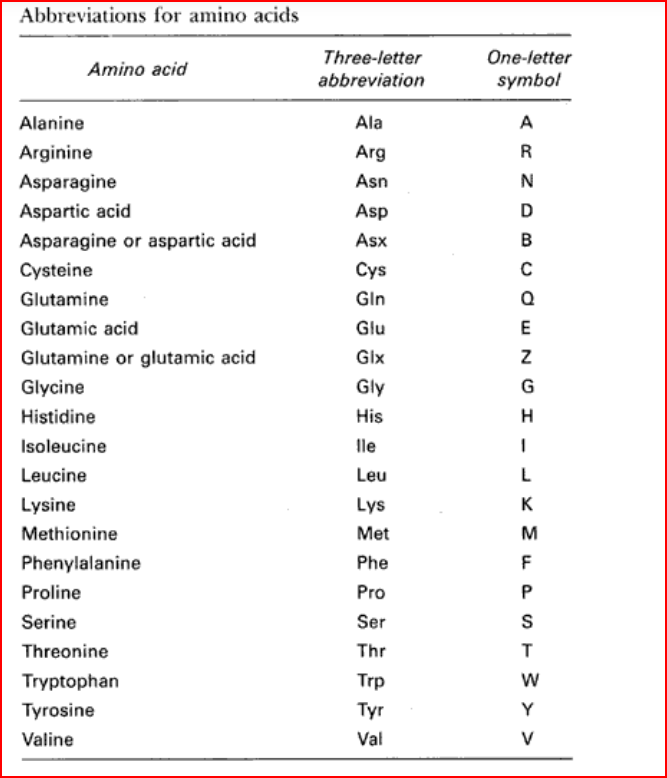 Abbreviations for amino acids
Amino acid Three-letter abbreviation One-letter symbol
Alanine Ala A
Arginine Arg R
Asparagine Asn N
Aspartic acid Asp D
Asparagine or aspartic acid Asx B
Cysteine Cys C
Glutamine Gln Q
Glutamic acid Glu E
Glutamine or glutamic acid Glx Z
Glycine Gly G
Histidine His H
Isoleucine Ile I
Leucine Leu L
Lysine Lys K
Methionine Met M
Phenylalanine Phe F
Proline Pro P
Serine Ser S
Threonine Thr T
Tryptophan Trp W
Tyrosine Tyr Y
Valine Val V